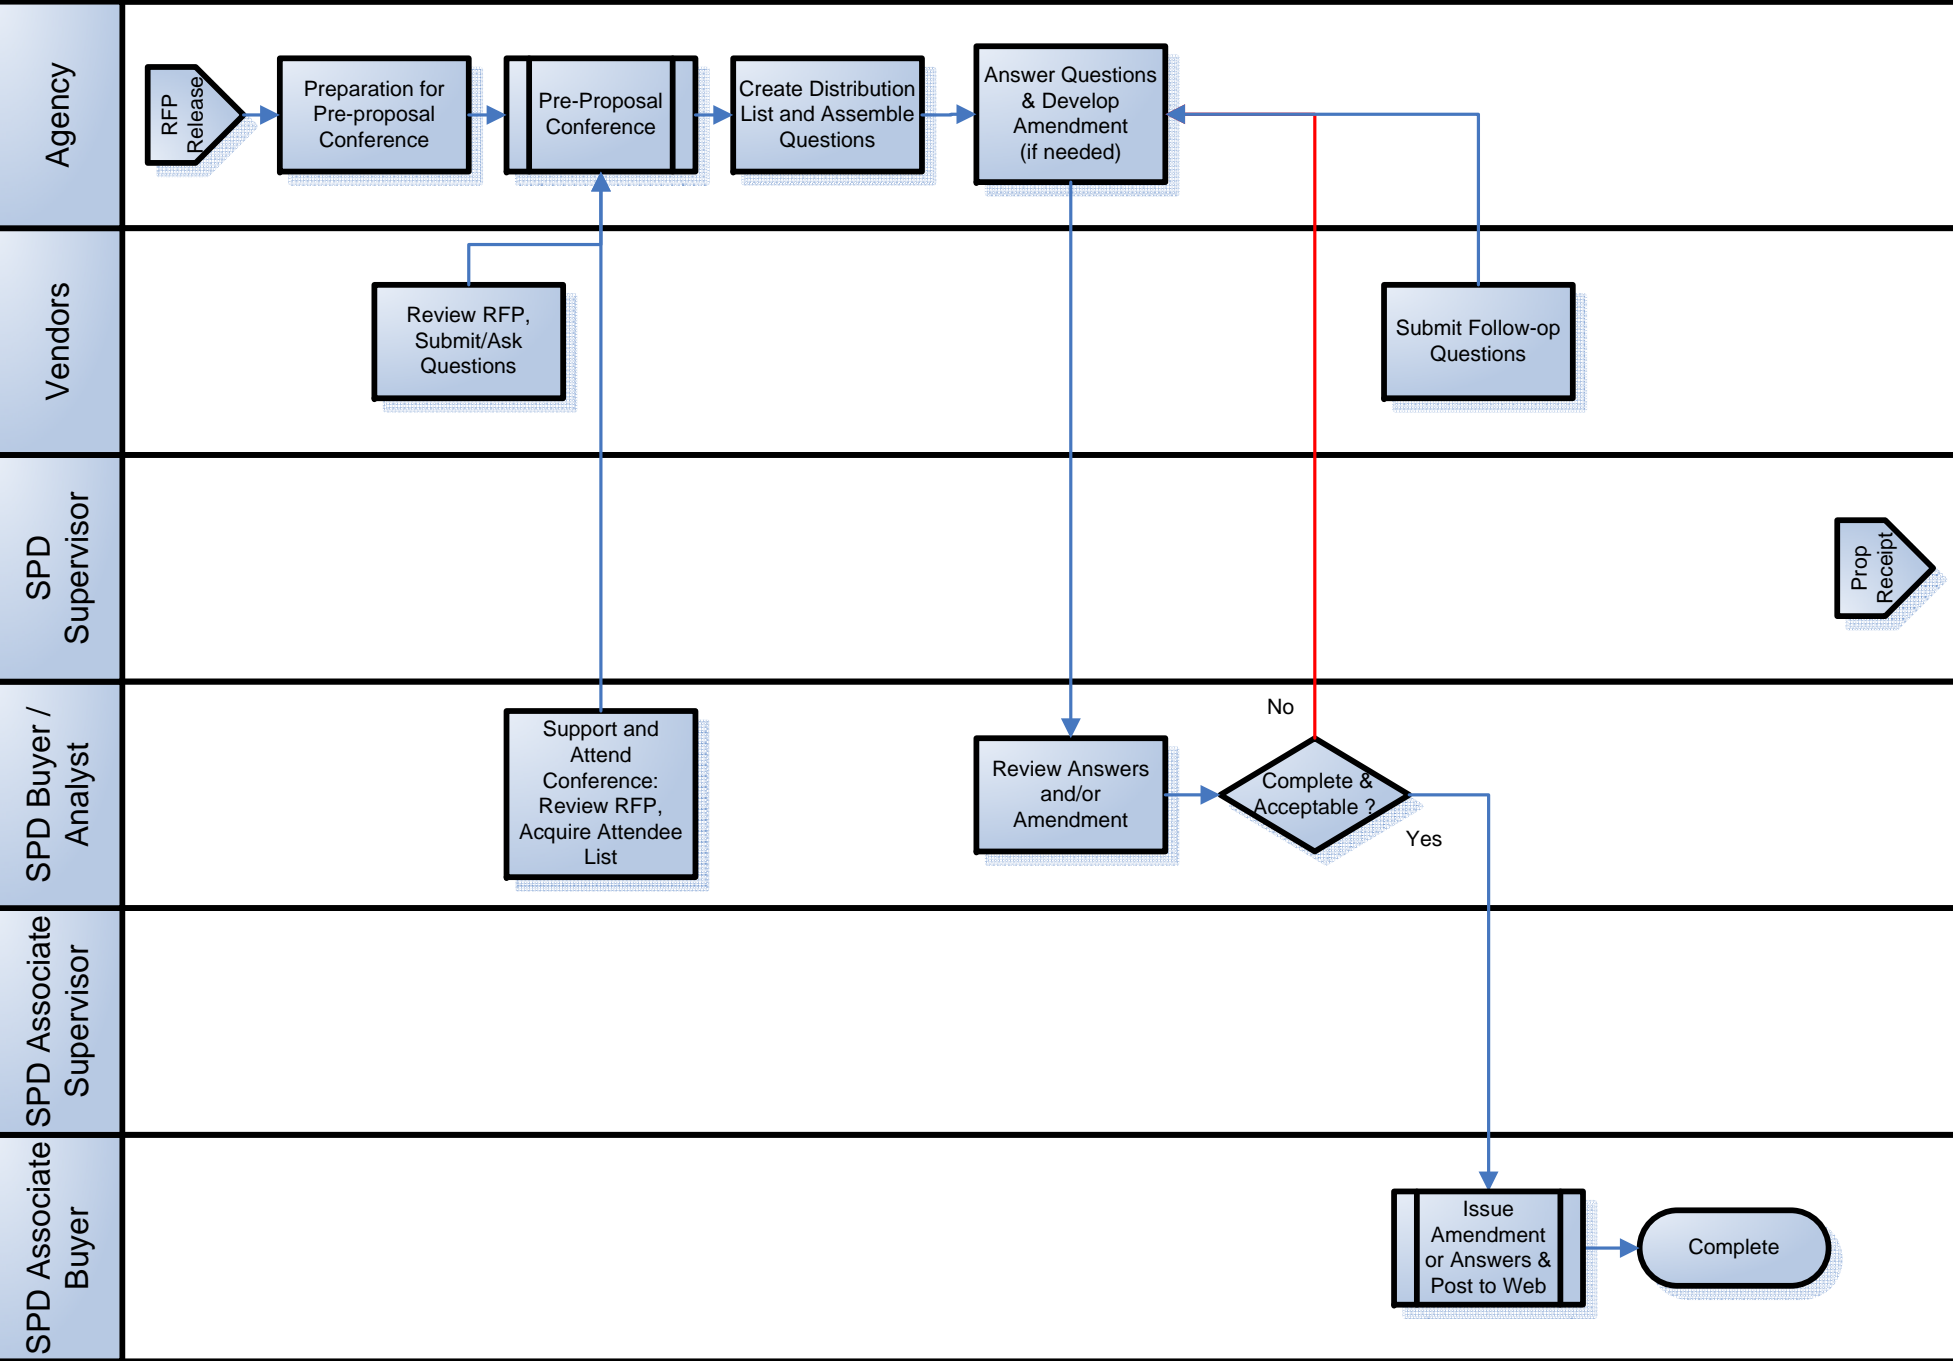 Agency
RFP
Release
Preparation for
Pre-proposal
Conference
Pre-Proposal
Conference
Create Distribution
List and Assemble
Questions
Answer Questions
& Develop
Amendment
(if needed)
Vendors
Review RFP,
Submit/Ask
Questions
Submit Follow-op
Questions
SPD
Supervisor
Prop
Receipt
SPD Buyer /
Analyst
Support and
Attend
Conference:
Review RFP,
Acquire Attendee
List
Review Answers
and/or
Amendment
No
Complete &
Acceptable ?
Yes
SPD Associate
Supervisor
SPD Associate
Buyer
Issue
Amendment
or Answers &
Post to Web
Complete